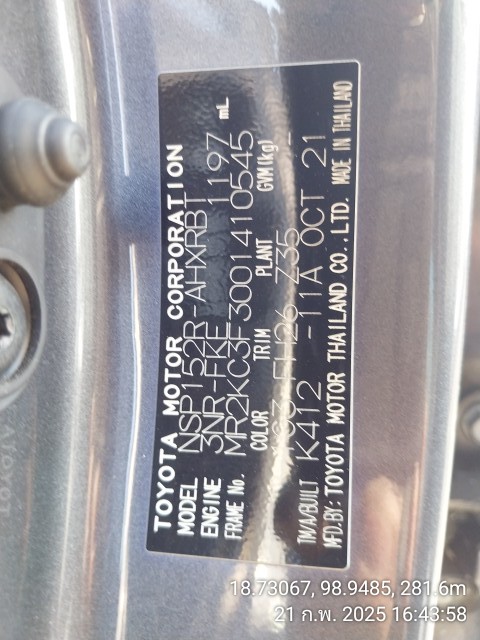 TOYOTA MOTOR CORPORATION
MODEL NSP152R-AHXRBT
ENGINE 3NR-FKE 1197 mL
FRAME No. MR2KC3F3001410545
COLOR TRIM PLANT GVM(kg)
1G3 FH26 Z35 -
TM/A/BUILT K412 -11A OCT 21
MFD.BY: TOYOTA MOTOR THAILAND CO.,LTD. MADE IN THAILAND
18.73067, 98.9485, 281.6m
21 ก.พ. 2025 16:43:58